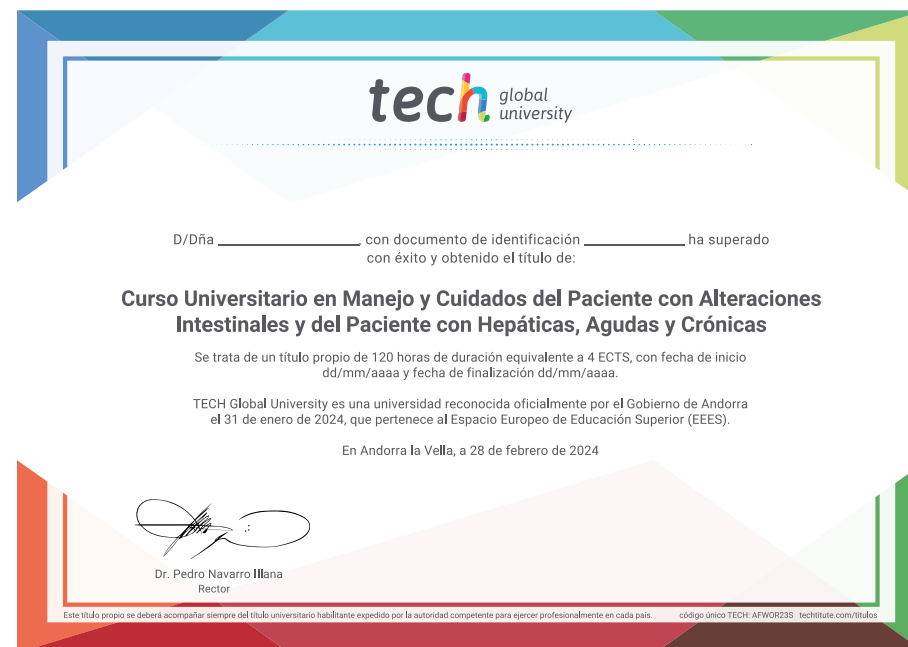 tech global university
D/Dña ____________________, con documento de identificación ______________ ha superado
con éxito y obtenido el título de:
Curso Universitario en Manejo y Cuidados del Paciente con Alteraciones
Intestinales y del Paciente con Hepáticas, Agudas y Crónicas
Se trata de un título propio de 120 horas de duración equivalente a 4 ECTS, con fecha de inicio
dd/mm/aaaa y fecha de finalización dd/mm/aaaa.
TECH Global University es una universidad reconocida oficialmente por el Gobierno de Andorra
el 31 de enero de 2024, que pertenece al Espacio Europeo de Educación Superior (EEES).
En Andorra la Vella, a 28 de febrero de 2024
Dr. Pedro Navarro Illana
Rector
Este título propio se deberá acompañar siempre del título universitario habilitante expedido por la autoridad competente para ejercer profesionalmente en cada país. código único TECH: AFWOR23S techtitute.com/titulos